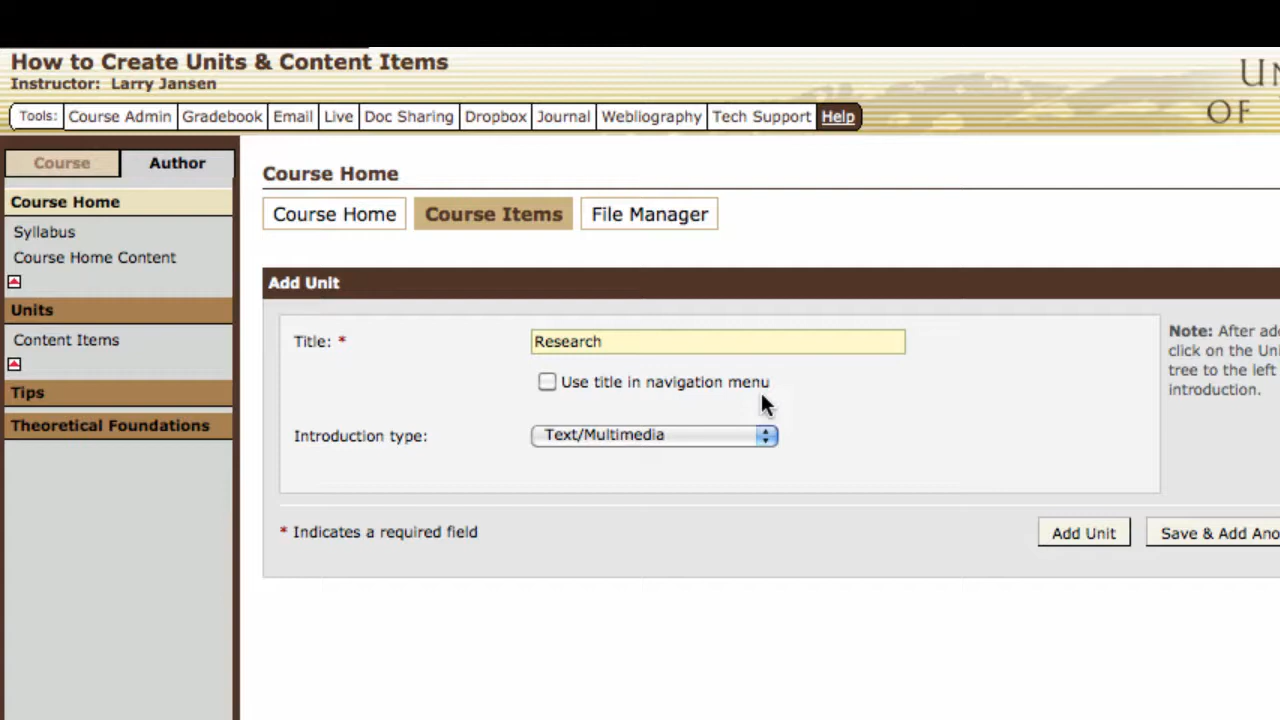 How to Create Units & Content Items
Instructor: Larry Jansen
OF
Tools: Course Admin Gradebook Email Live Doc Sharing Dropbox Journal Webliography Tech Support Help
Course Author
Course Home
Syllabus
Course Home Content
Units
Content Items
Tips
Theoretical Foundations
Course Home
Course Home Course Items File Manager
Add Unit
Title: * Research
Use title in navigation menu
Introduction type: Text/Multimedia
* Indicates a required field
Add Unit Save & Add
Note: After
click on the
tree to the left
introduction.